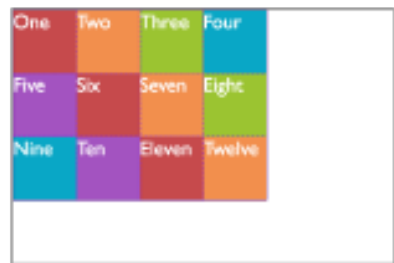 One Two Three Four
Five Six Seven Eight
Nine Ten Eleven Twelve